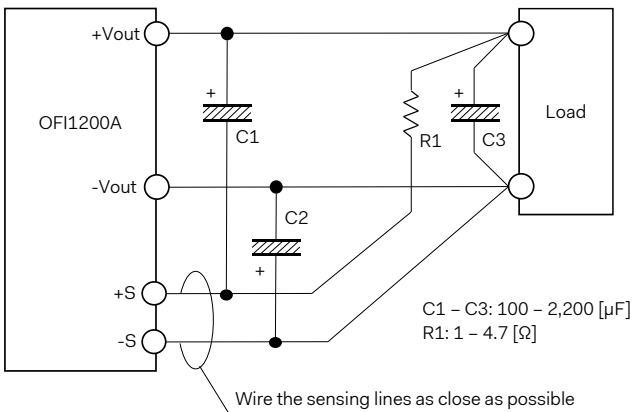 +Vout
OFI1200A
+
C1
R1
+
C3
Load
-Vout
C2
+
+S
-S
C1 – C3: 100 – 2,200 [µF]
R1: 1 – 4.7 [Ω]
Wire the sensing lines as close as possible